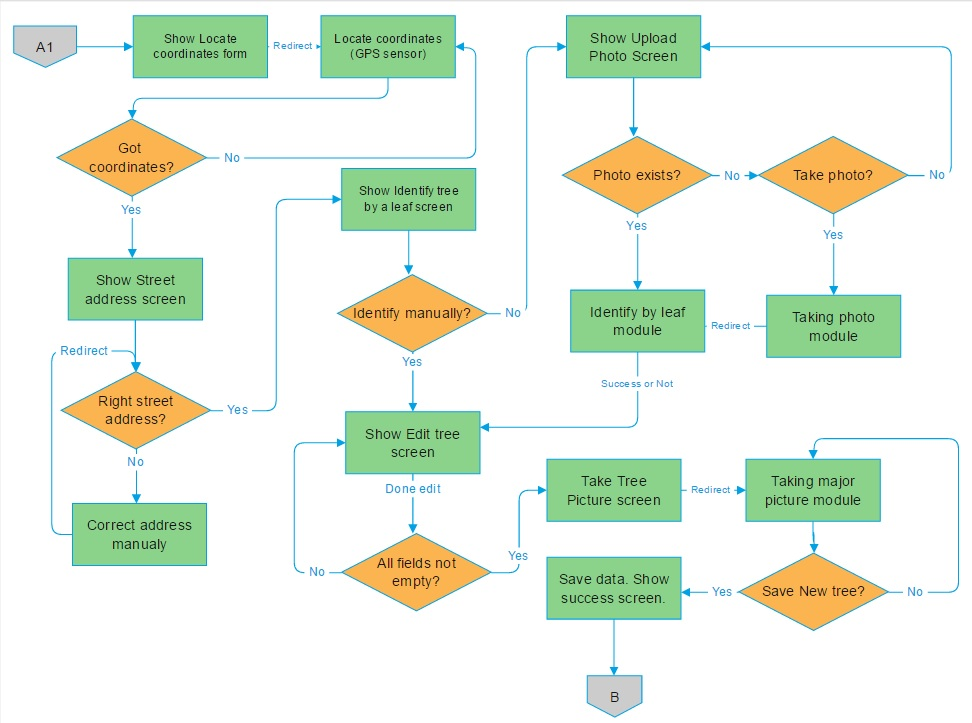 A1
Show Locate
coordinates form
Redirect
Locate coordinates
(GPS sensor)
Got
coordinates?
No
Yes
Show Street
address screen
Redirect
Right street
address?
Yes
No
Correct address
manualy
Show Identify tree
by a leaf screen
Identify manually?
No
Yes
Show Edit tree
screen
Done edit
All fields not
empty?
No
Yes
Show Upload
Photo Screen
Photo exists?
No
Take photo?
No
Yes
Yes
Identify by leaf
module
Redirect
Taking photo
module
Success or Not
Take Tree
Picture screen
Redirect
Taking major
picture module
Save New tree?
No
Yes
Save data. Show
success screen.
B